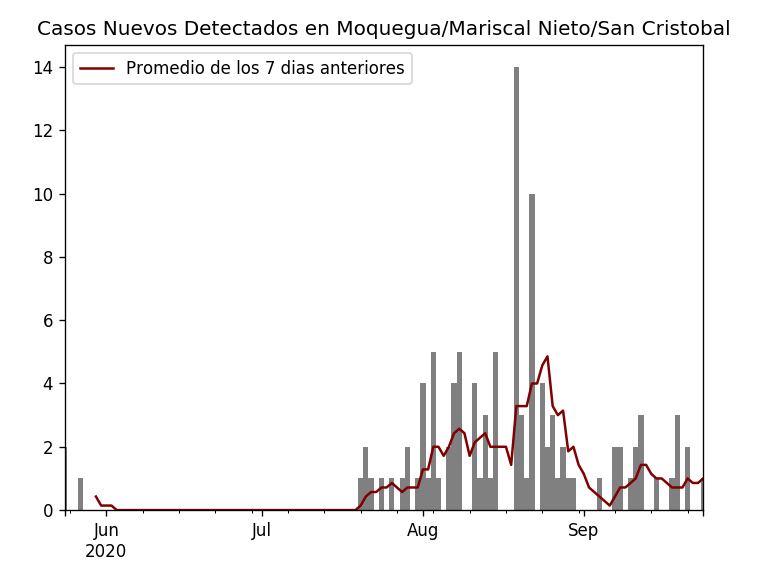 Casos Nuevos Detectados en Moquegua/Mariscal Nieto/San Cristobal
Promedio de los 7 dias anteriores
14
12
10
8
6
4
2
0
Jun
2020
Jul
Aug
Sep